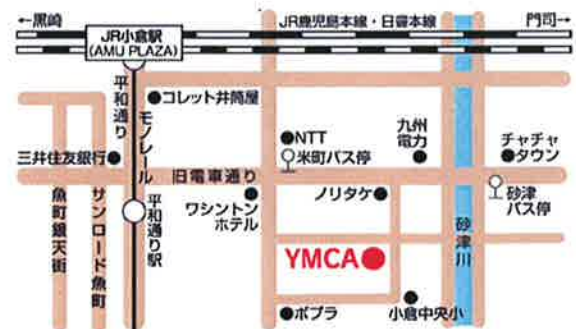 ←黒崎
JR鹿児島本線・日豊本線
門司→
JR小倉駅
(AMU PLAZA)
平和通り
モノレール
コレット井筒屋
NTT
米町バス停
九州
電力
チャチャ
タウン
三井住友銀行
旧電車通り
魚町銀天街
サンロード魚町
平和通り駅
ワシントン
ホテル
ノリタケ
砂津
バス停
砂津川
YMCA
ポプラ
小倉中央小